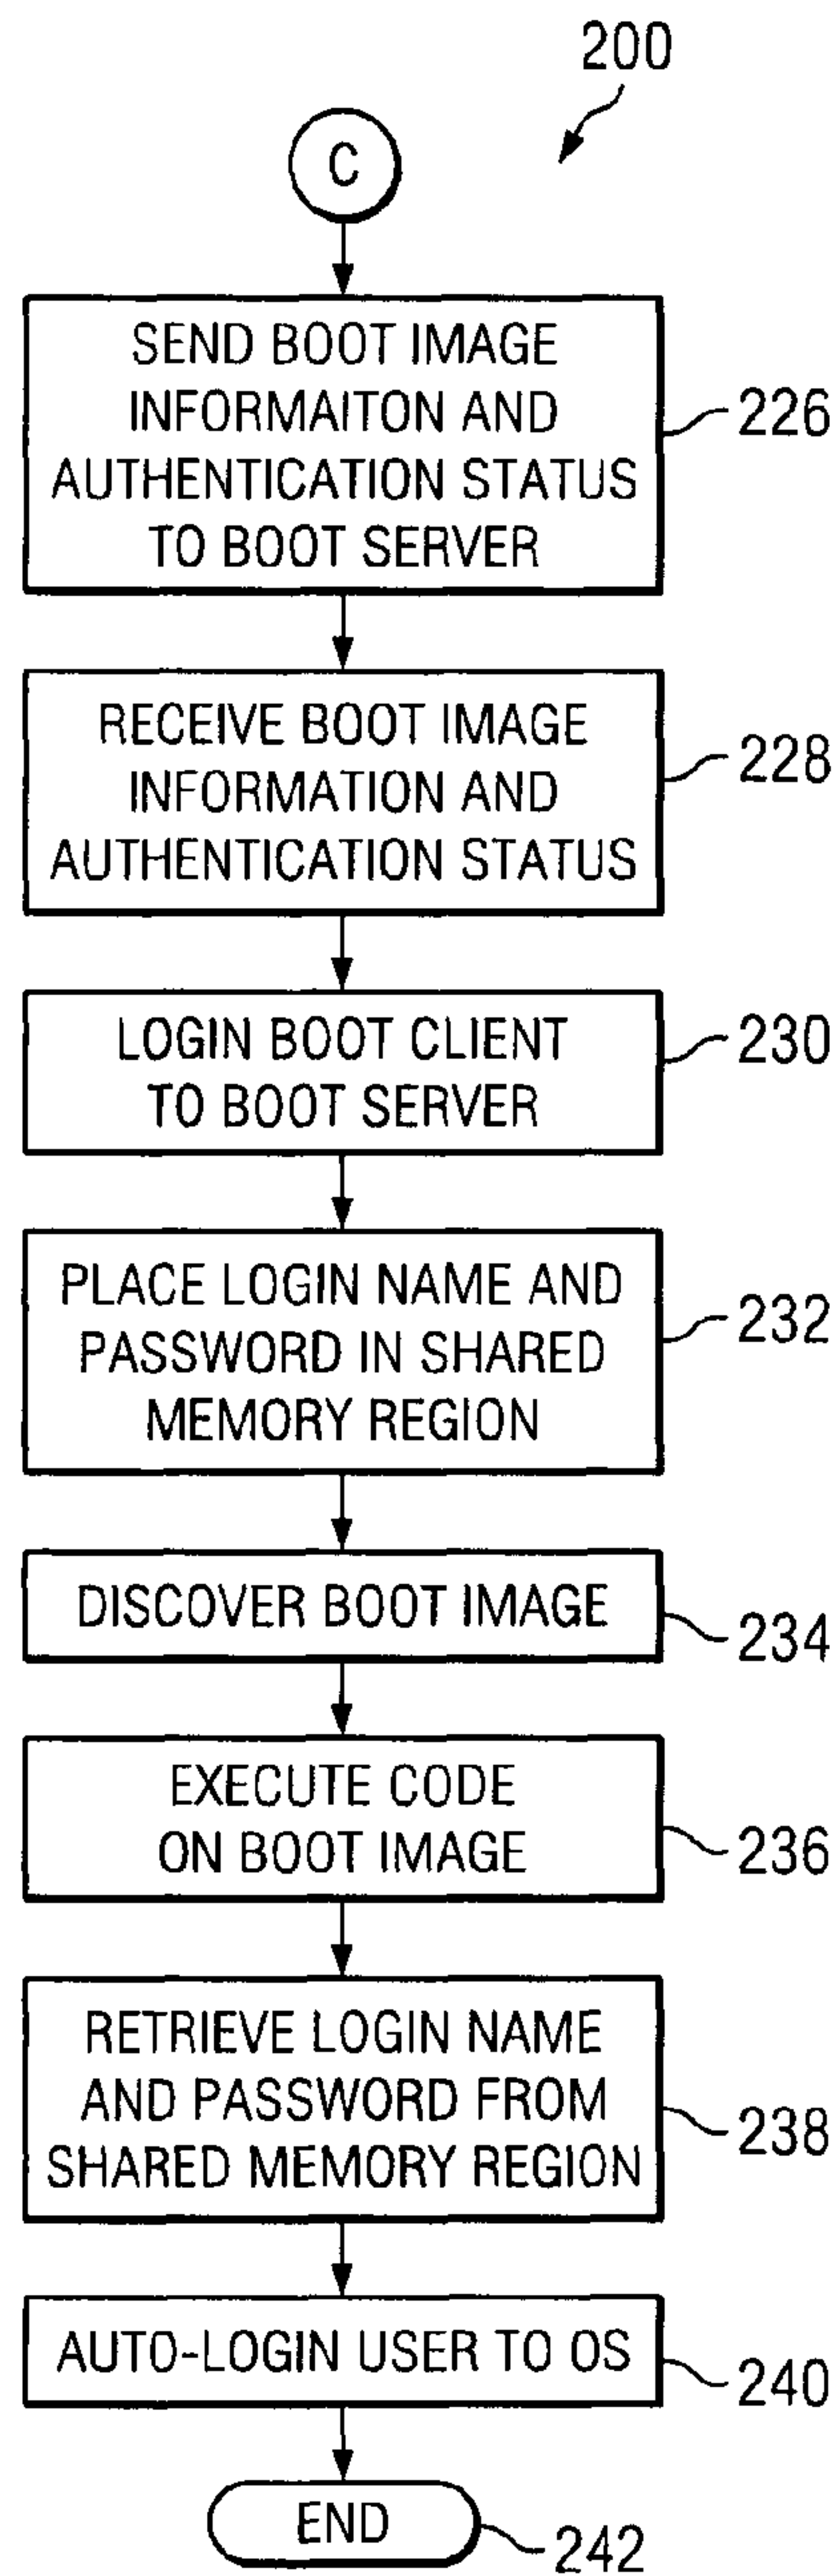 200
C
SEND BOOT IMAGE
INFORMAITON AND
AUTHENTICATION STATUS
TO BOOT SERVER
226
RECEIVE BOOT IMAGE
INFORMATION AND
AUTHENTICATION STATUS
228
LOGIN BOOT CLIENT
TO BOOT SERVER
230
PLACE LOGIN NAME AND
PASSWORD IN SHARED
MEMORY REGION
232
DISCOVER BOOT IMAGE
234
EXECUTE CODE
ON BOOT IMAGE
236
RETRIEVE LOGIN NAME
AND PASSWORD FROM
SHARED MEMORY REGION
238
AUTO-LOGIN USER TO OS
240
END
242